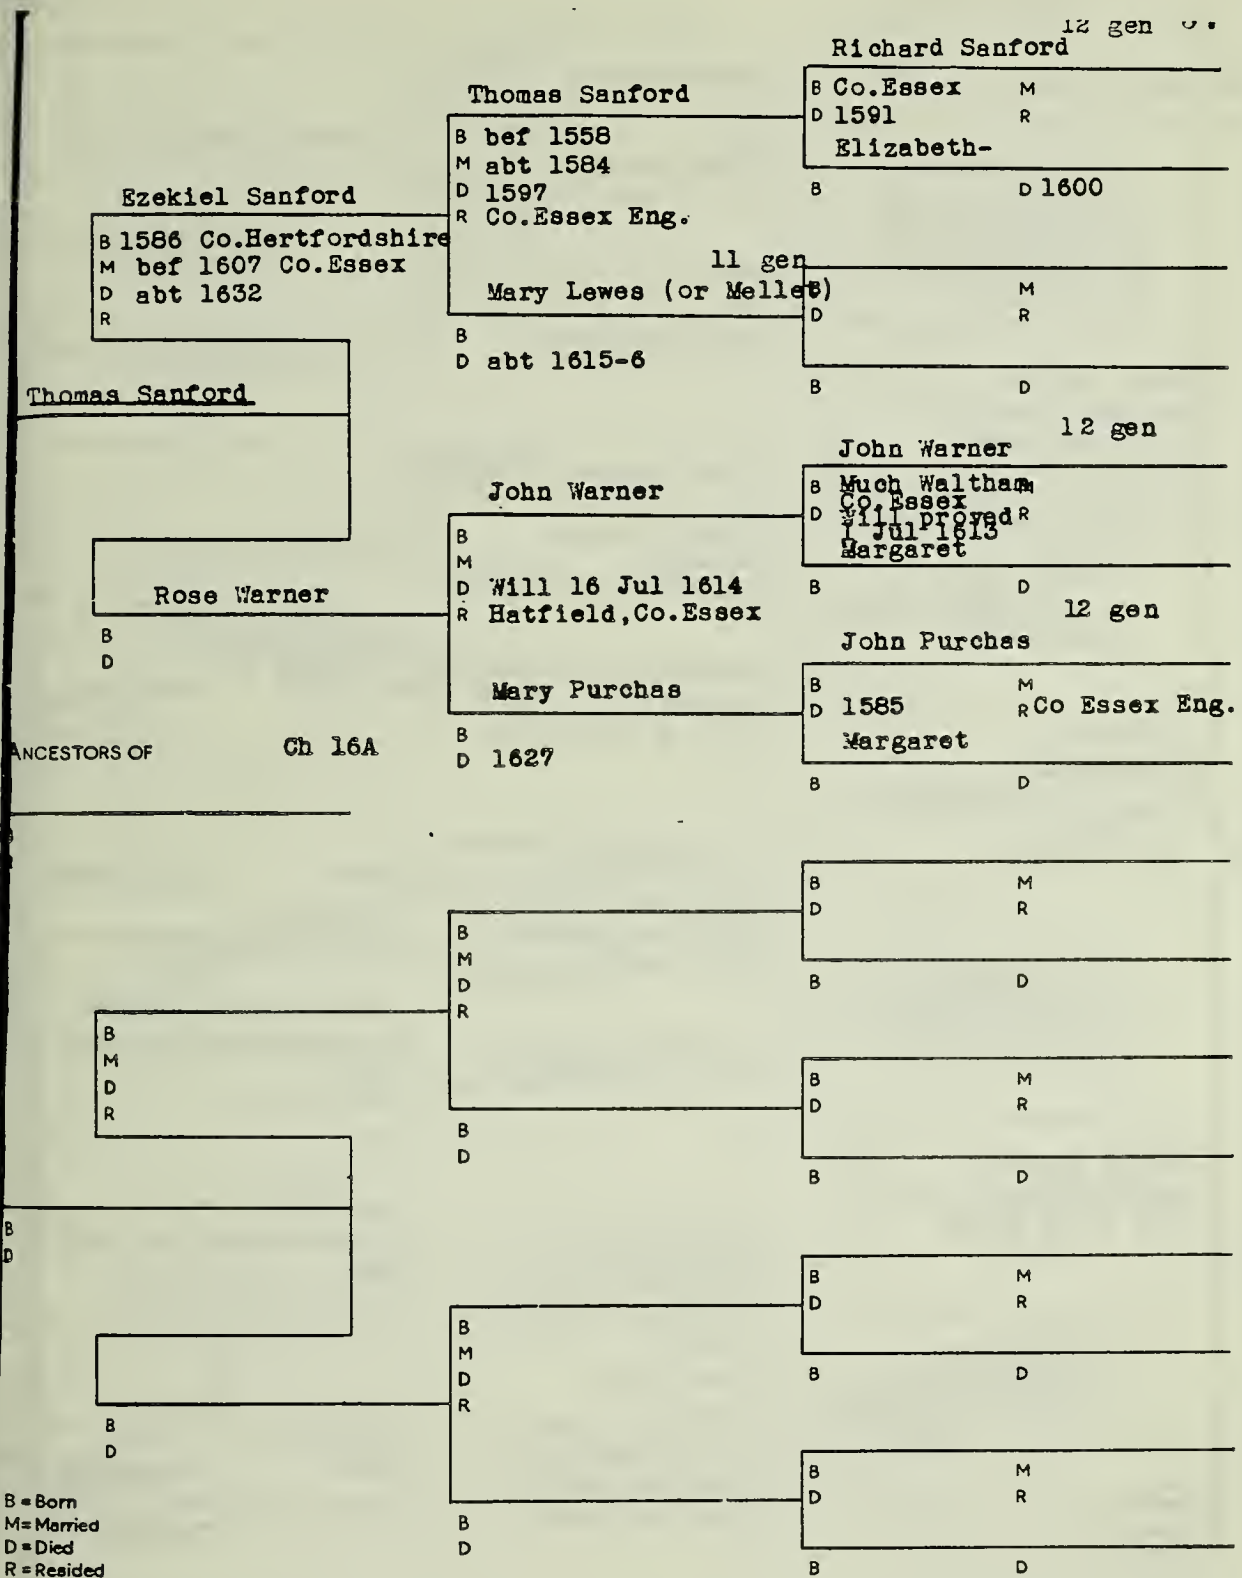 12 gen
Richard Sanford
B Co.Essex M
D 1591 R
Elizabeth-
B D 1600
Thomas Sanford
B bef 1558
M abt 1584
D 1597
R Co.Essex Eng.
11 gen
Mary Lewes (or Mellet)
B
D abt 1615-6
B M
D R
B D
Ezekiel Sanford
B 1586 Co.Hertfordshire
M bef 1607 Co.Essex
D abt 1632
R
Thomas Sanford
Rose Warner
B
D
12 gen
John Warner
B Much Waltham M
Co.Essex
D Will proved R
1 Jul 1613
Margaret
B D
John Warner
B
M
D Will 16 Jul 1614
R Hatfield,Co.Essex
Mary Purchas
B
D 1627
12 gen
John Purchas
B M
D 1585 R Co Essex Eng.
Margaret
B D
ANCESTORS OF Ch 16A
B M
D R
B D
B
M
D
R
B
D
B M
D R
B D
B
M
D
R
B
D
B M
D R
B D
B
M
D
R
B
D
B M
D R
B D
B
D
B = Born
M= Married
D = Died
R = Resided